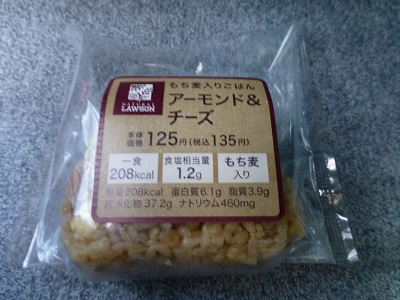 NATURAL
LAWSON
もち麦入りごはん
アーモンド&
チーズ
本体
価格 125円(税込135円)
一食
208kcal
食塩相当量
1.2g
もち麦
入り
熱量208kcal 蛋白質6.1g 脂質3.9g
炭水化物37.2g ナトリウム460mg